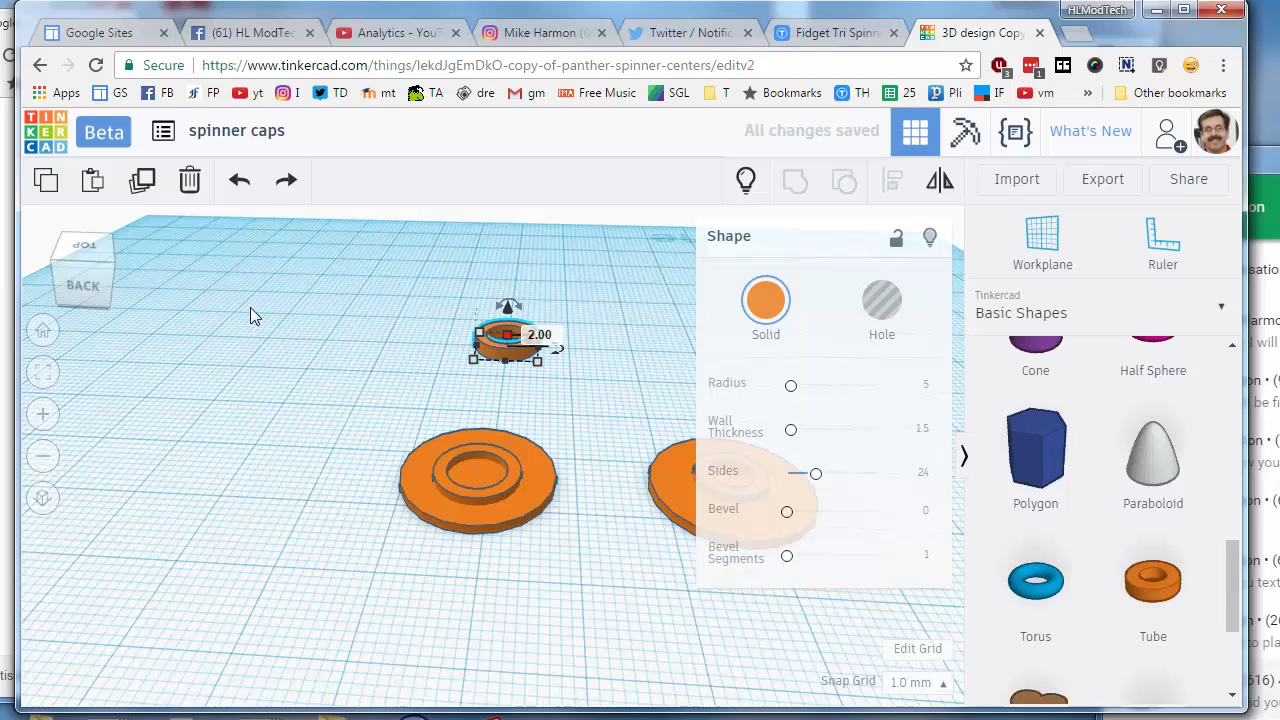 HLModTech
Google Sites
(4) HL ModTec
Analytics - YouT
Mike Harmon (@
Twitter / Notific
Fidget Tri Spinn
3D design Copy
Secure
https://www.tinkercad.com/things/lekdJgEmDkO-copy-of-panther-spinner-centers/editv2
3
1
Apps
GS
FB
FP
yt
I
TD
mt
TA
cire
gm
IMA Free Music
SGL
T
Bookmarks
TH
25
Pli
IF
vm
»
Other bookmarks
TIN
KER
CAD
Beta
spinner caps
All changes saved
What's New
Import
Export
Share
TOP
BACK
2.00
Shape
Solid
Hole
Radius
5
Wall
Thickness
1.5
Sides
24
Bevel
0
Bevel
Segments
1
Workplane
Ruler
Tinkercad
Basic Shapes
Cone
Half Sphere
Polygon
Paraboloid
Torus
Tube
Edit Grid
Snap Grid
1.0 mm